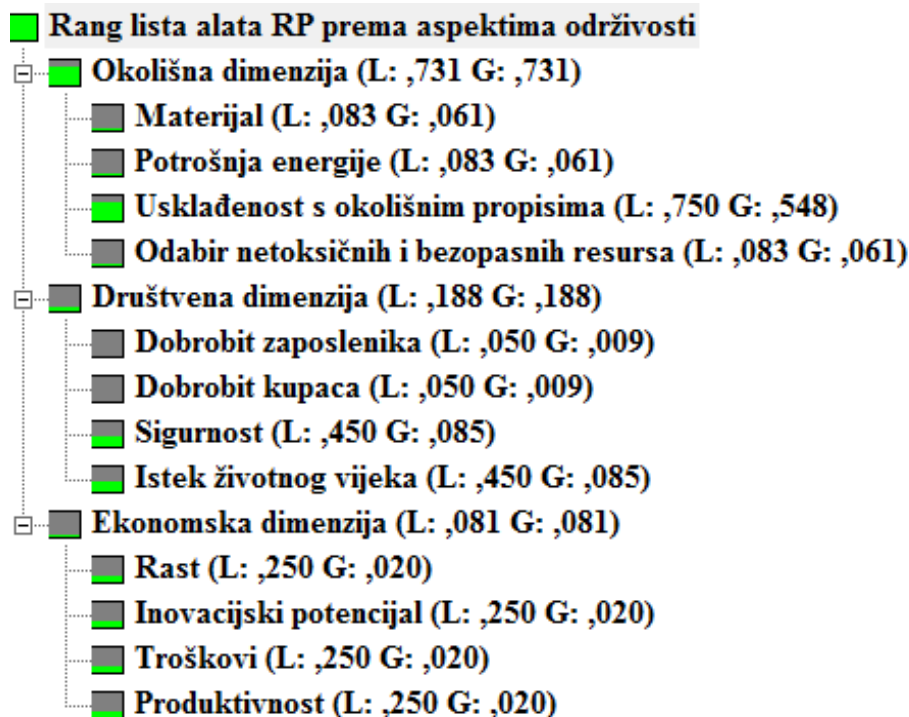 Rang lista alata RP prema aspektima održivosti
Okolišna dimenzija (L: ,731 G: ,731)
Materijal (L: ,083 G: ,061)
Potrošnja energije (L: ,083 G: ,061)
Usklađenost s okolišnim propisima (L: ,750 G: ,548)
Odabir netoksičnih i bezopasnih resursa (L: ,083 G: ,061)
Društvena dimenzija (L: ,188 G: ,188)
Dobrobit zaposlenika (L: ,050 G: ,009)
Dobrobit kupaca (L: ,050 G: ,009)
Sigurnost (L: ,450 G: ,085)
Istek životnog vijeka (L: ,450 G: ,085)
Ekonomska dimenzija (L: ,081 G: ,081)
Rast (L: ,250 G: ,020)
Inovacijski potencijal (L: ,250 G: ,020)
Troškovi (L: ,250 G: ,020)
Produktivnost (L: ,250 G: ,020)